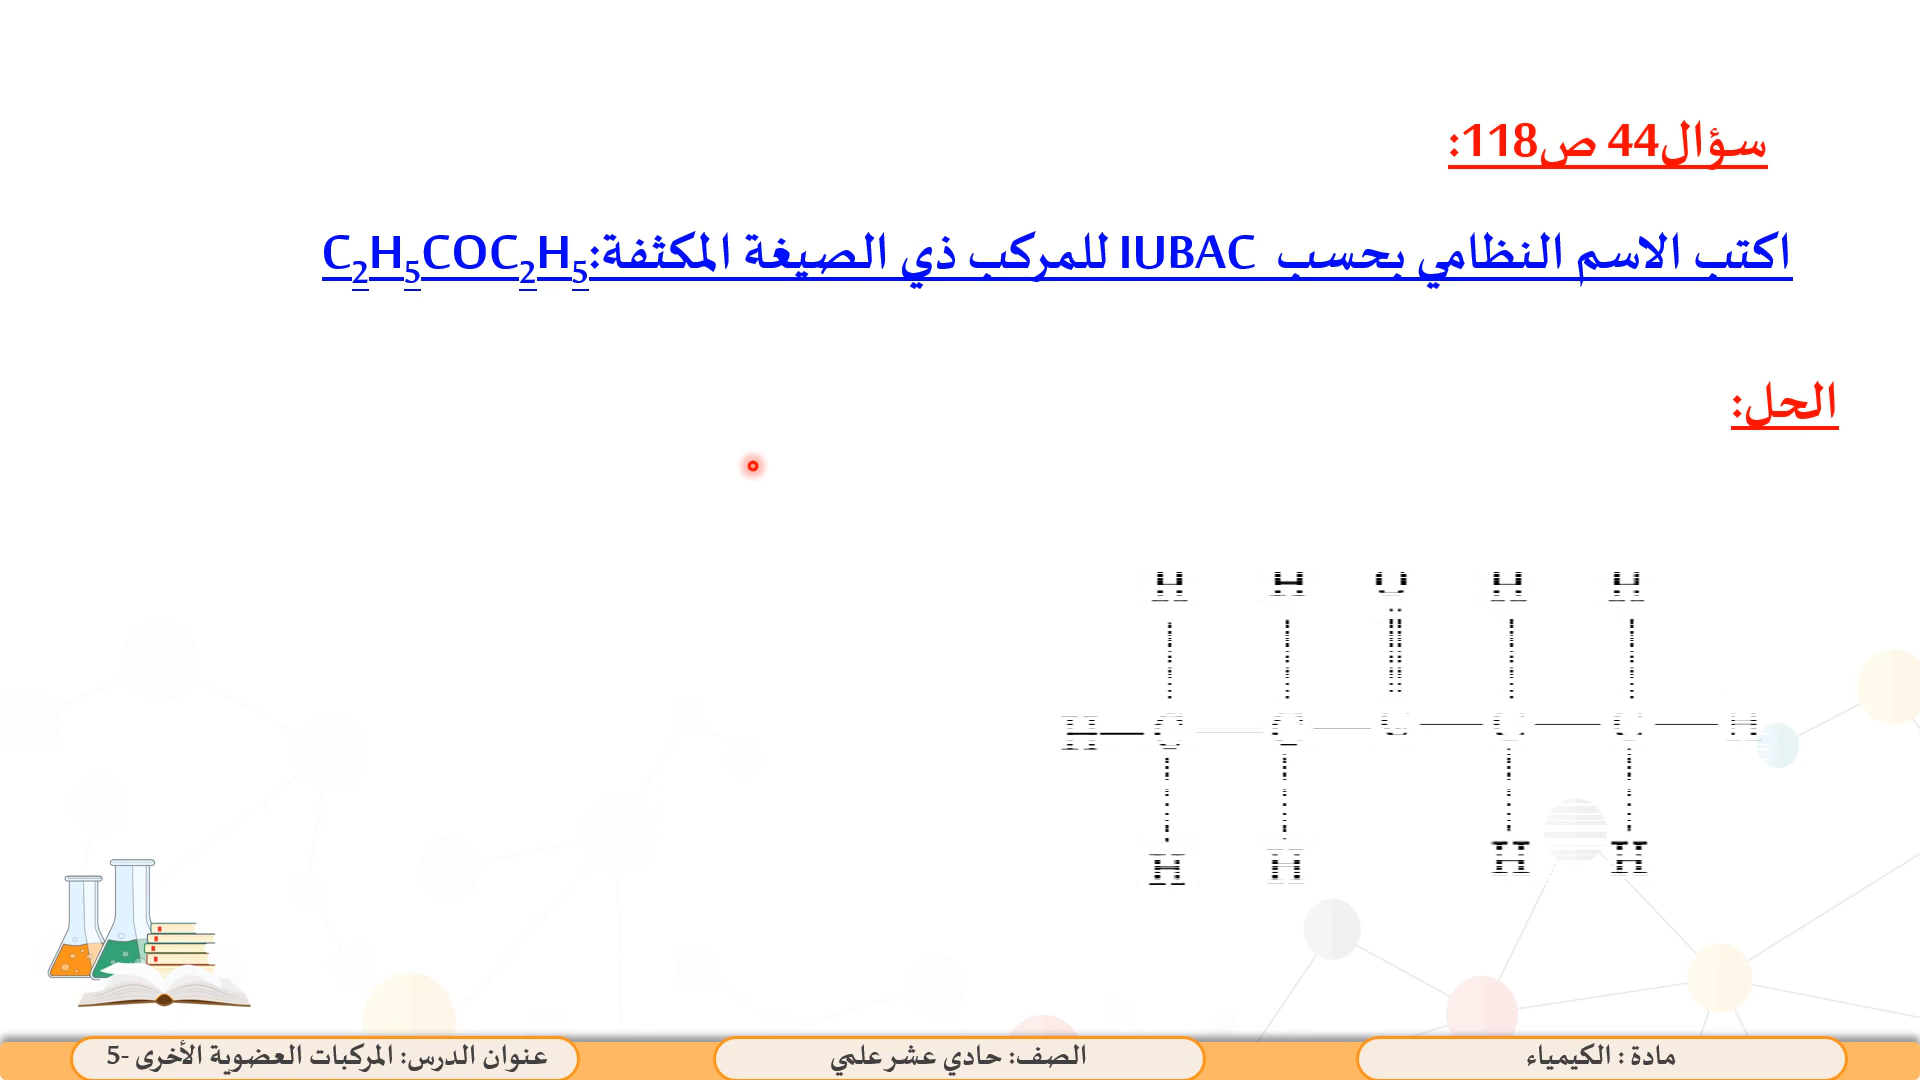 سؤال44 ص118:
اكتب الاسم النظامي بحسب IUBAC للمركب ذي الصيغة المكثفة:C2H5COC2H5
الحل:
H H O H H
H C C C C C H
H H H H
مادة : الكيمياء
الصف: حادي عشر علمي
عنوان الدرس: المركبات العضوية الأخرى -5